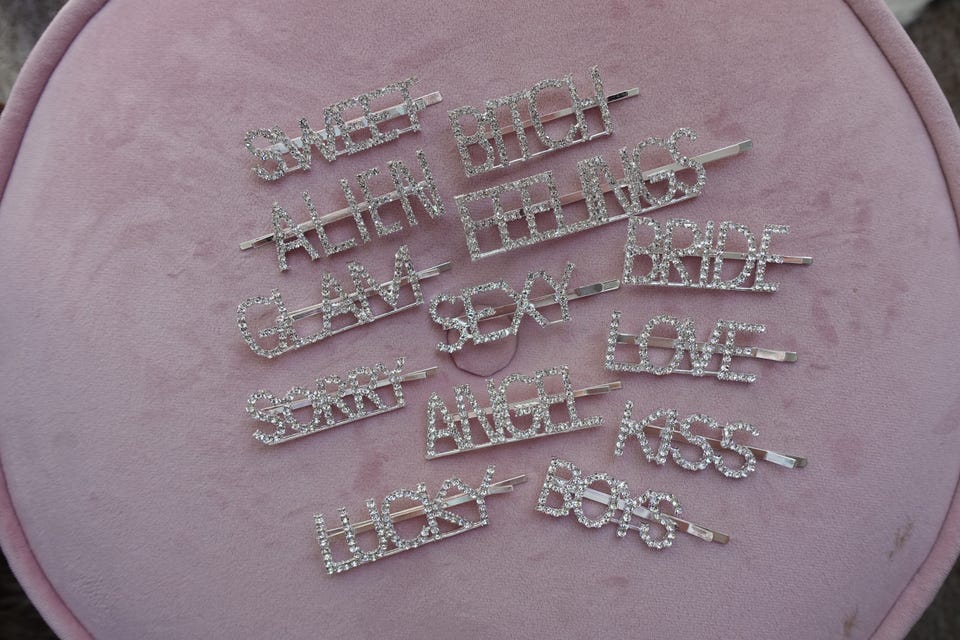 SWEET
BITCH
ALIEN
FEELINGS
BRIDE
GLAM
SEXY
LOVE
SORRY
ANGEL
KISS
LUCKY
BOYS